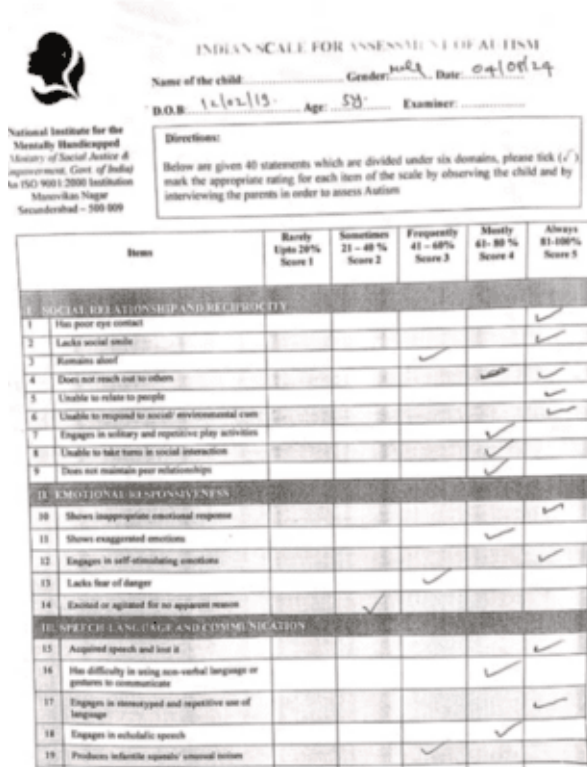 INDIAN SCALE FOR ASSESSMENT OF AUTISM
Name of the child: Gender: Male Date: 04/08/24
D.O.B: 12/02/19. Age: 5y. Examiner:
National Institute for the
Mentally Handicapped
Ministry of Social Justice &
Empowerment, Govt. of India)
An ISO 9001:2000 Institution
Manovikas Nagar
Secunderabad – 500 009
Directions:
Below are given 40 statements which are divided under six domains, please tick (✓)
mark the appropriate rating for each item of the scale by observing the child and by
interviewing the parents in order to assess Autism
Items
Rarely
Upto 20%
Score 1
Sometimes
21 – 40 %
Score 2
Frequently
41 – 60%
Score 3
Mostly
61- 80 %
Score 4
Always
81-100%
Score 5
I. SOCIAL RELATIONSHIP AND RECIPROCITY
1 Has poor eye contact ✓
2 Lacks social smile ✓
3 Remains aloof ✓
4 Does not reach out to others ✓
5 Unable to relate to people ✓
6 Unable to respond to social/ environmental cues ✓
7 Engages in solitary and repetitive play activities ✓
8 Unable to take turns in social interaction ✓
9 Does not maintain peer relationships ✓
II. EMOTIONAL RESPONSIVENESS
10 Shows inappropriate emotional response ✓
11 Shows exaggerated emotions ✓
12 Engages in self-stimulating emotions ✓
13 Lacks fear of danger ✓
14 Excited or agitated for no apparent reason ✓
III. SPEECH LANGUAGE AND COMMUNICATION
15 Acquired speech and lost it ✓
16 Has difficulty in using non-verbal language or
gestures to communicate ✓
17 Engages in stereotyped and repetitive use of
language ✓
18 Engages in echolalic speech ✓
19 Produces infantile squeals/ unusual noises ✓